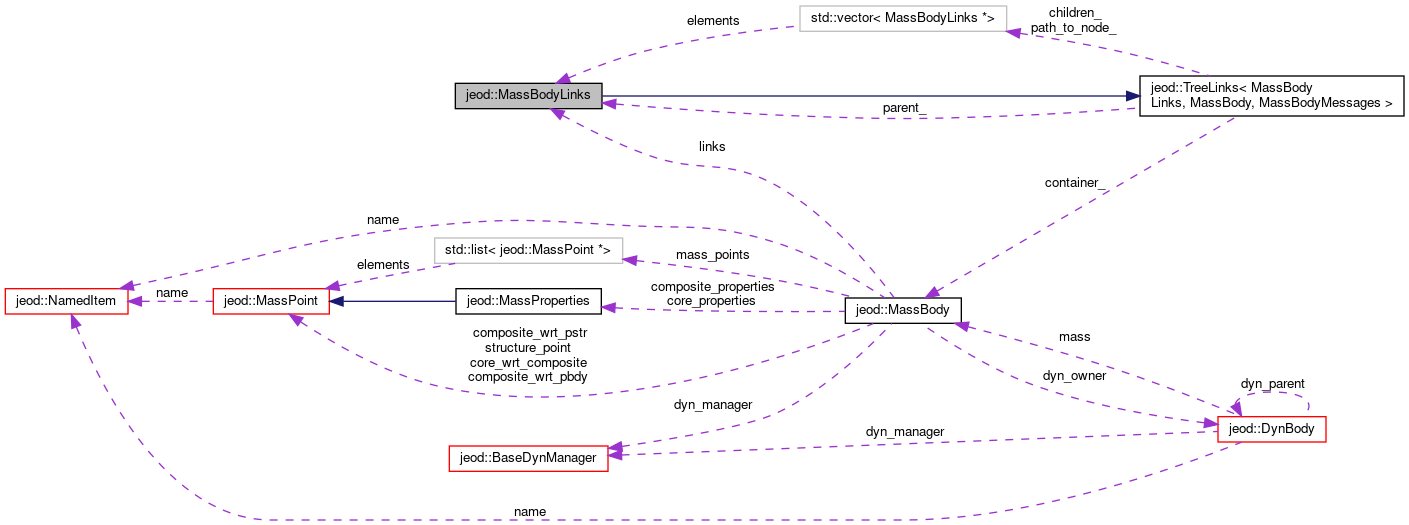 std::vector< MassBodyLinks *>
children_
path_to_node_
elements
jeod::MassBodyLinks
jeod::TreeLinks< MassBody
Links, MassBody, MassBodyMessages >
parent_
links
container_
name
std::list< jeod::MassPoint *>
mass_points
elements
name
composite_properties
core_properties
jeod::NamedItem
jeod::MassPoint
jeod::MassProperties
jeod::MassBody
composite_wrt_pstr
structure_point
core_wrt_composite
composite_wrt_pbdy
mass
dyn_owner
dyn_parent
dyn_manager
dyn_manager
jeod::DynBody
jeod::BaseDynManager
name